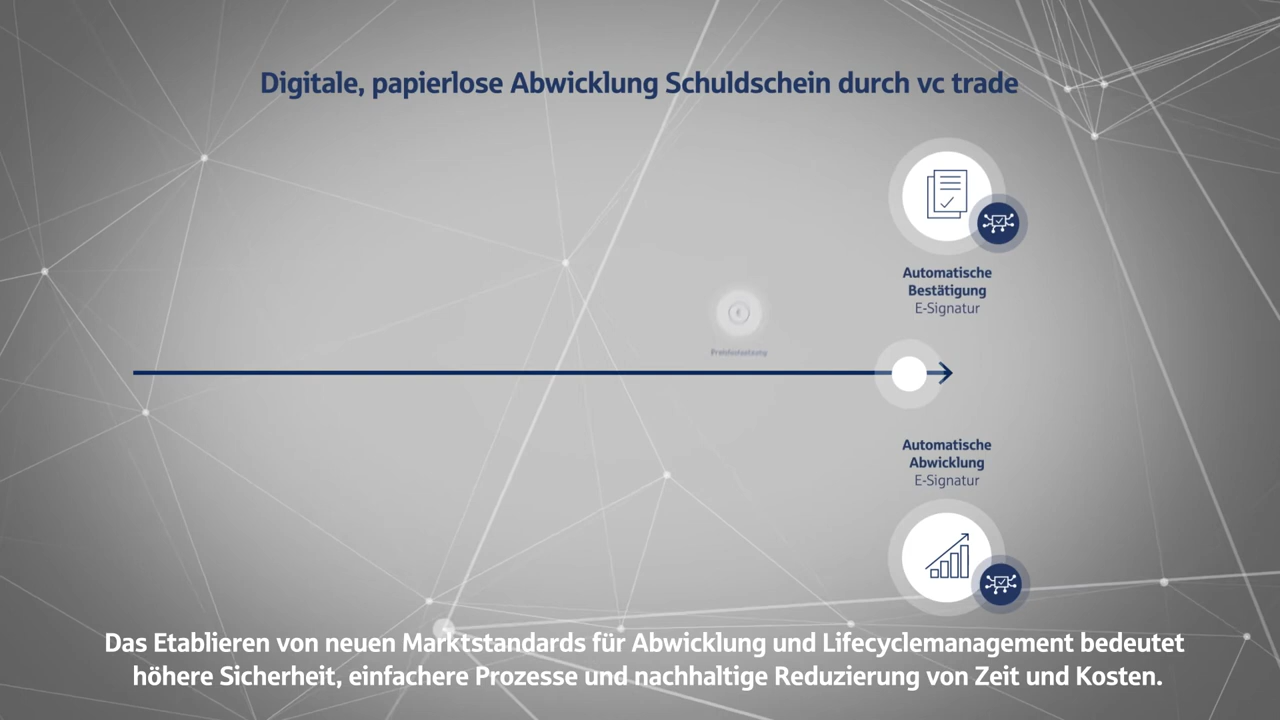 Digitale, papierlose Abwicklung Schuldschein durch vc trade
Automatische
Bestätigung
E-Signatur
Automatische
Abwicklung
E-Signatur
Das Etablieren von neuen Marktstandards für Abwicklung und Lifecyclemanagement bedeutet
höhere Sicherheit, einfachere Prozesse und nachhaltige Reduzierung von Zeit und Kosten.